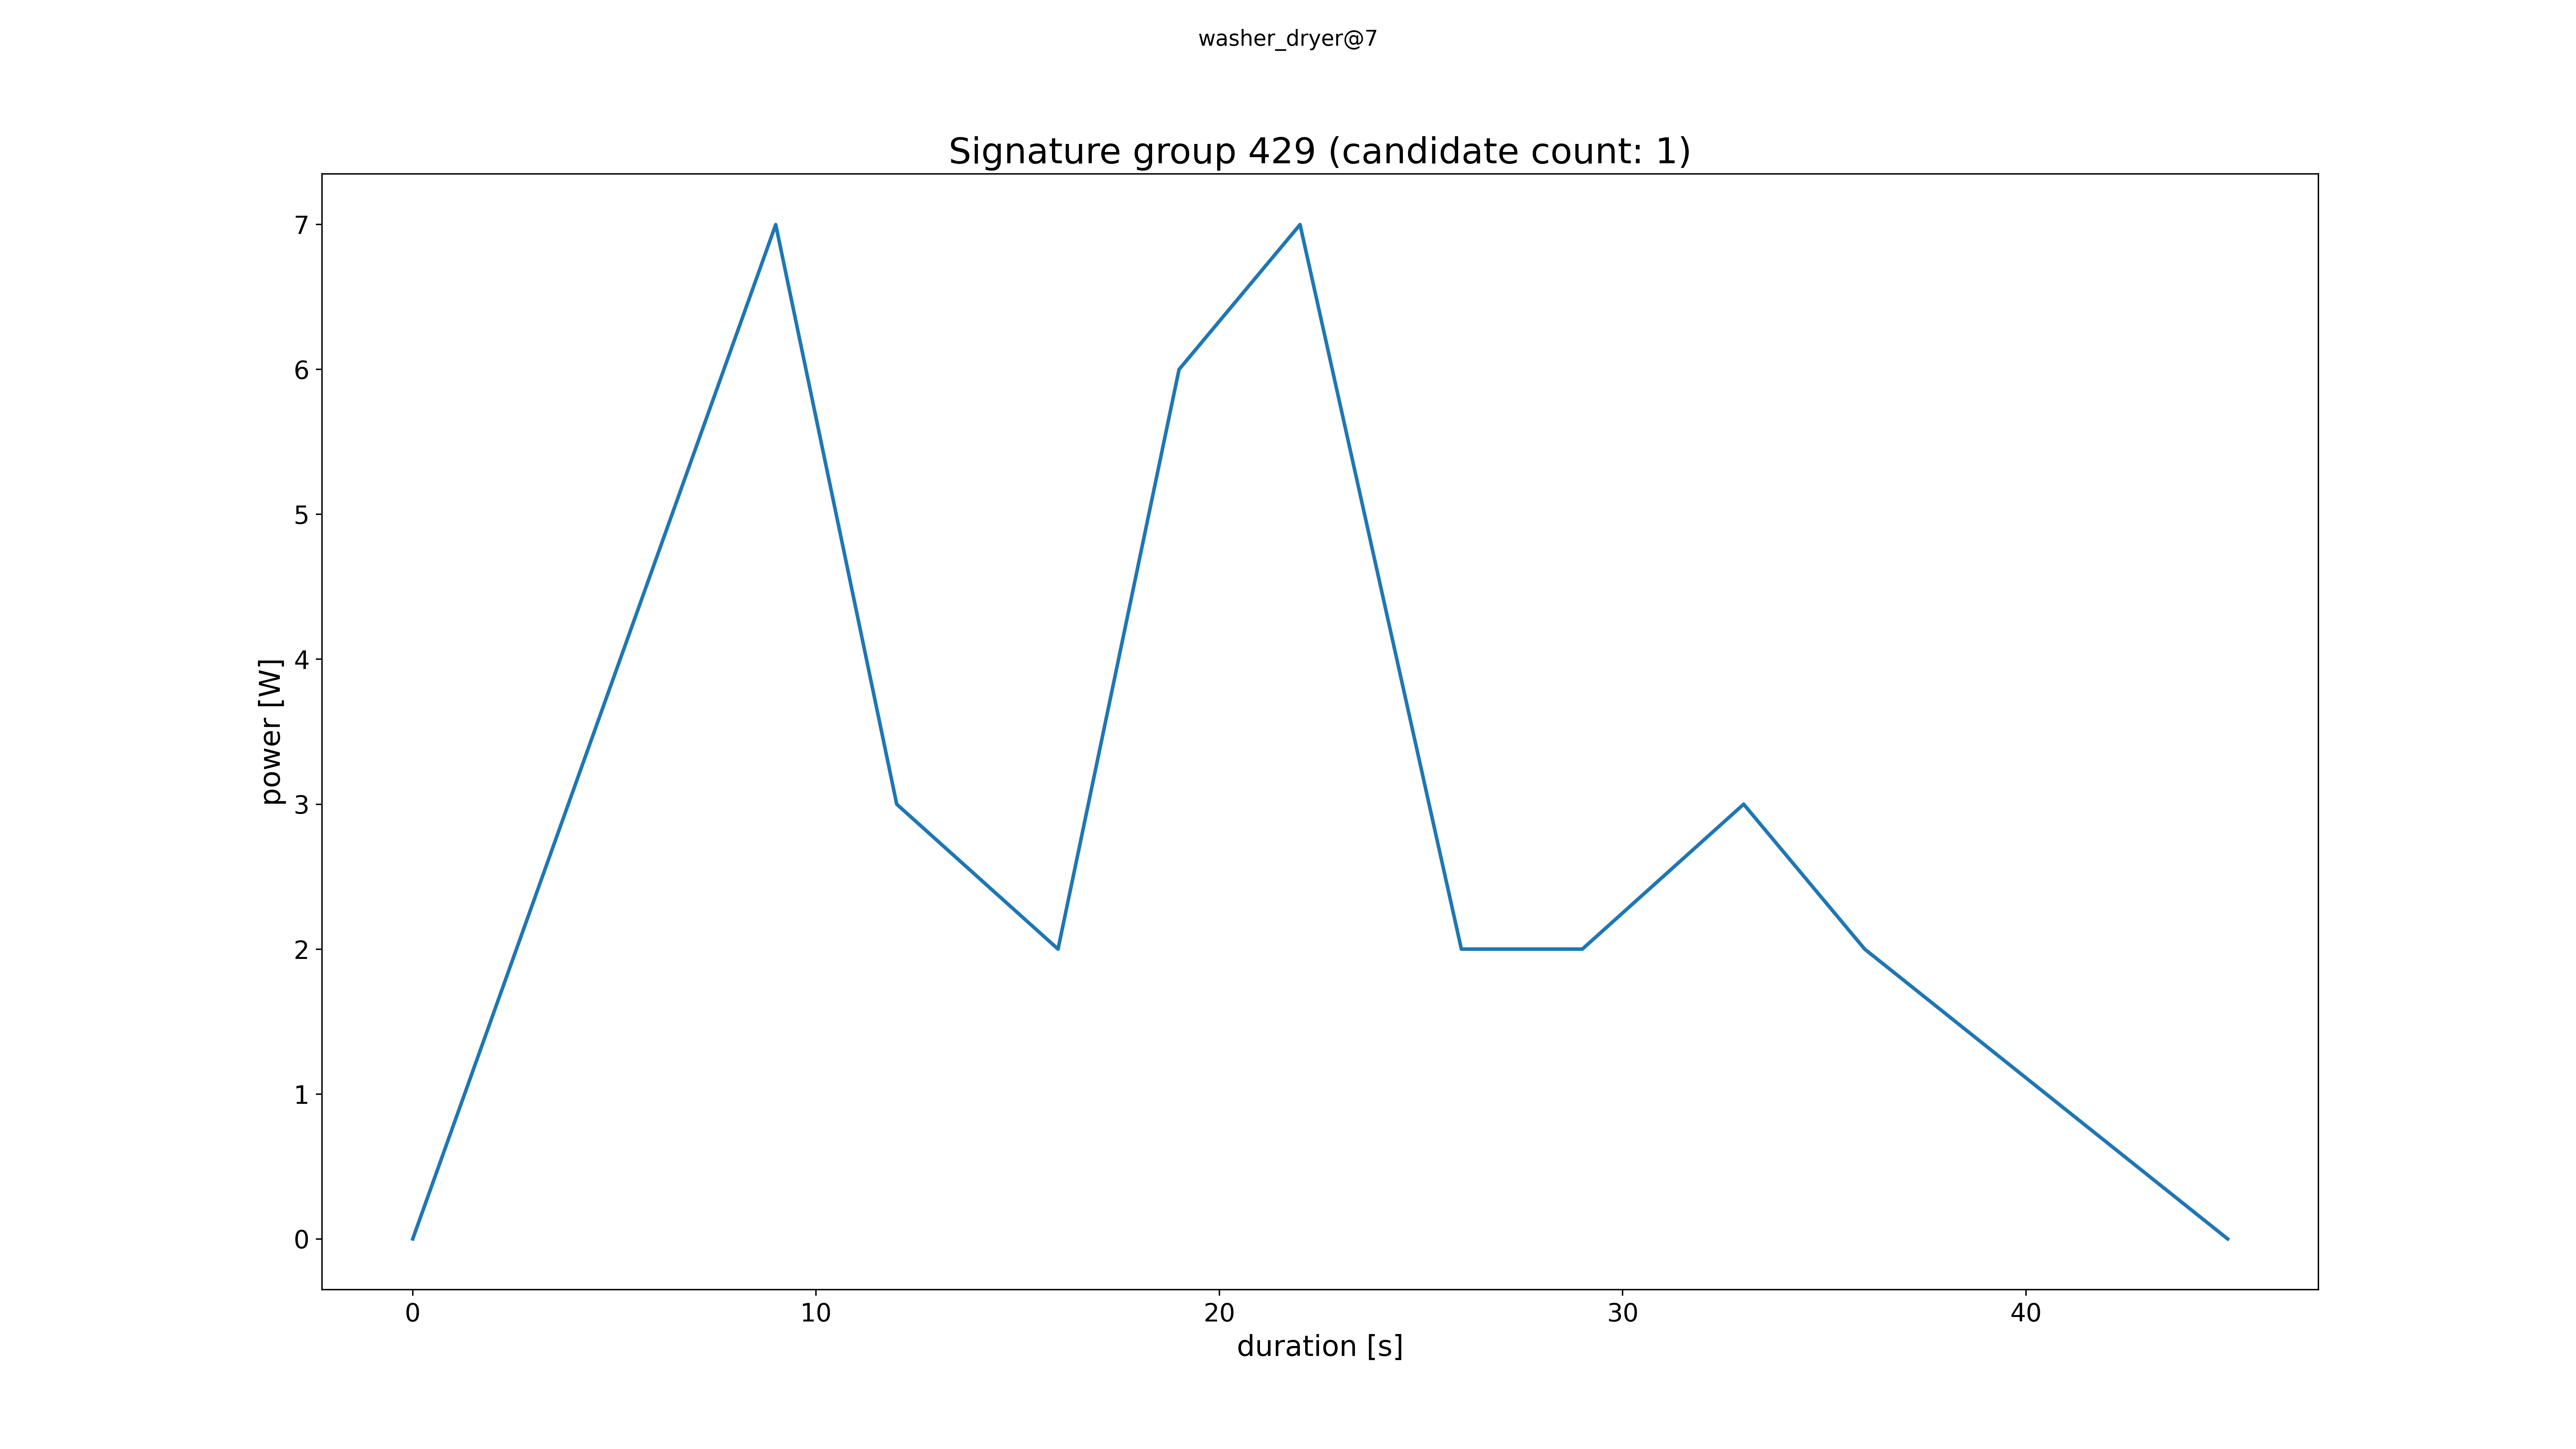 washer_dryer@7
Signature group 429 (candidate count: 1)
7
6
5
4
3
2
1
0
power [W]
0 10 20 30 40
duration [s]